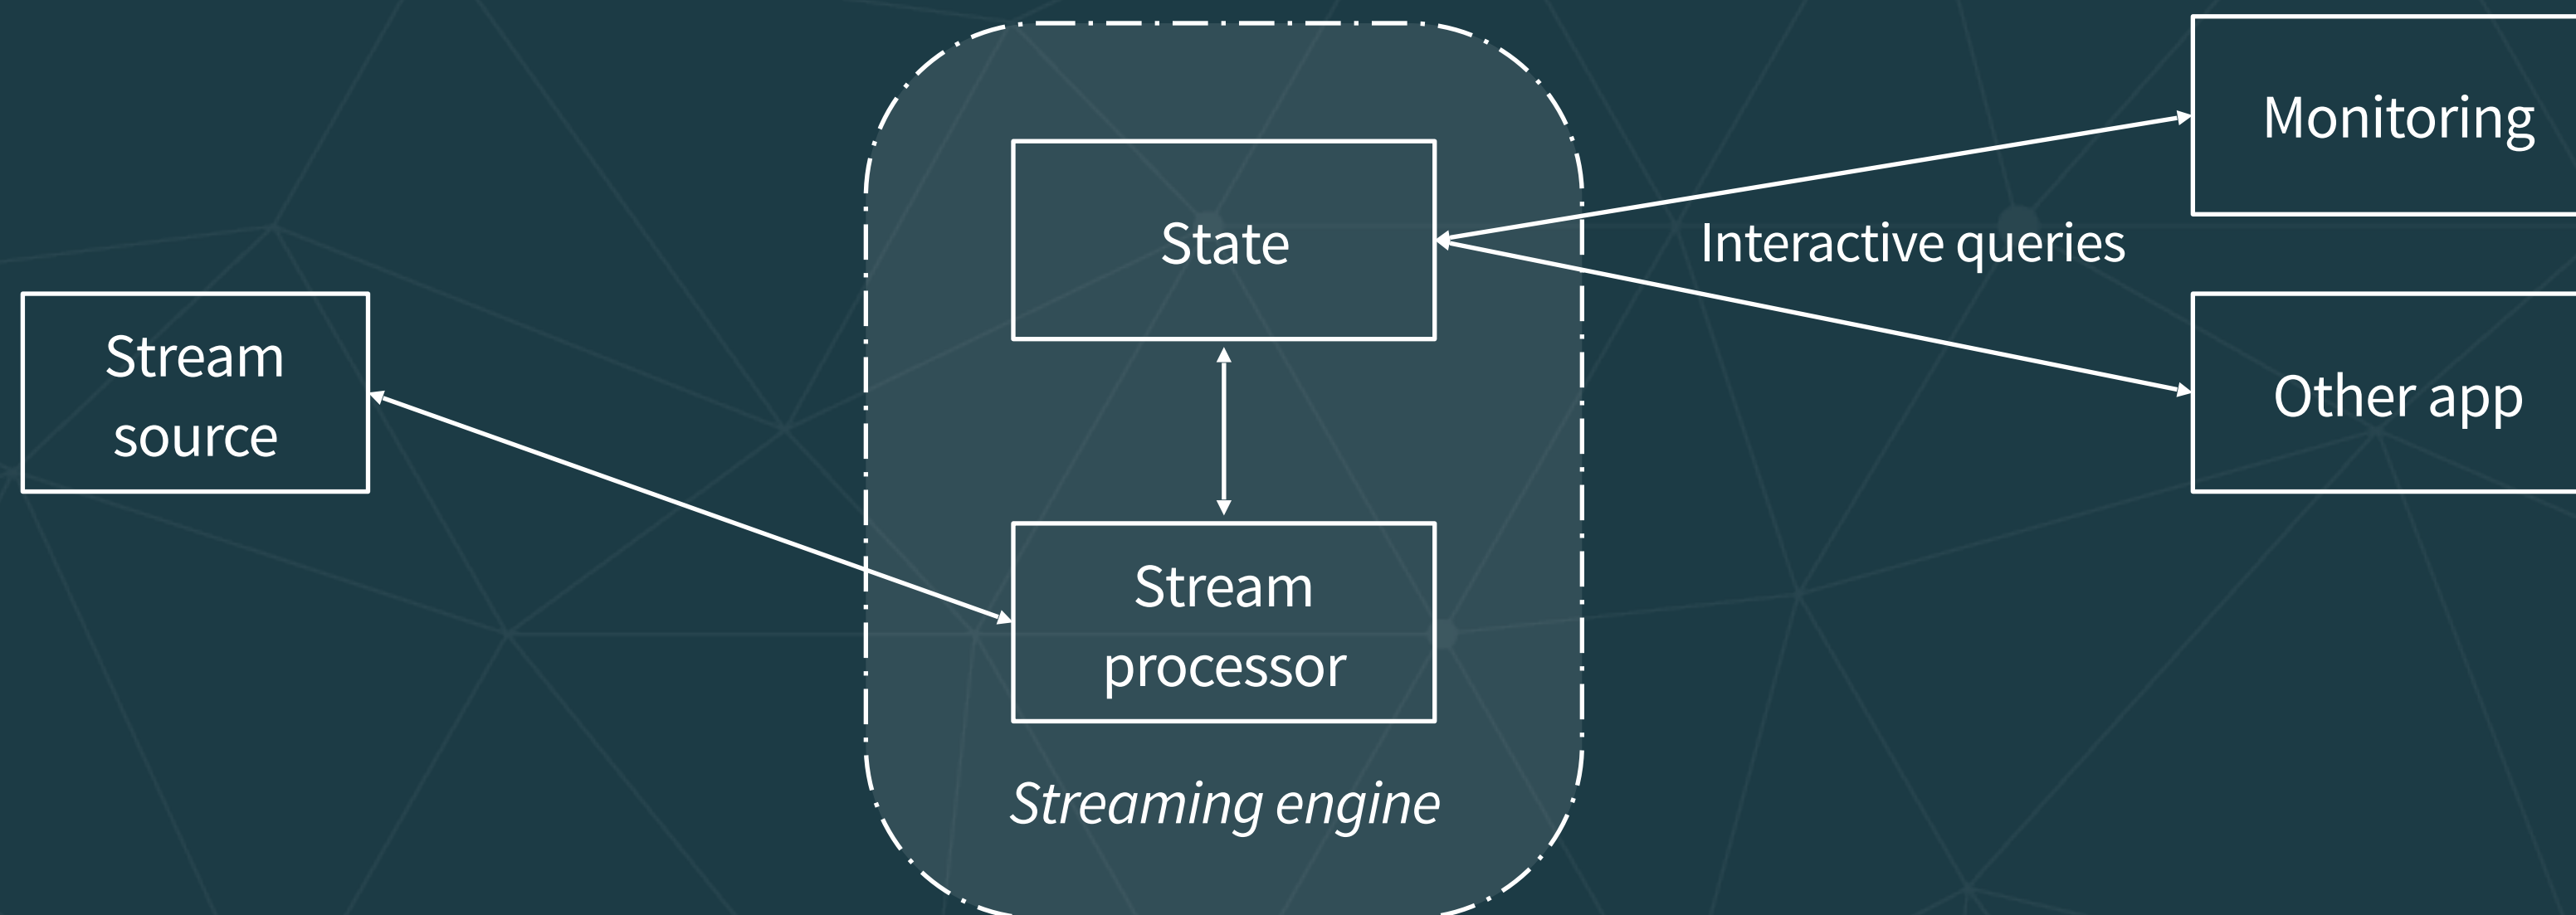 Monitoring
State
Interactive queries
Stream
source
Other app
Stream
processor
Streaming engine